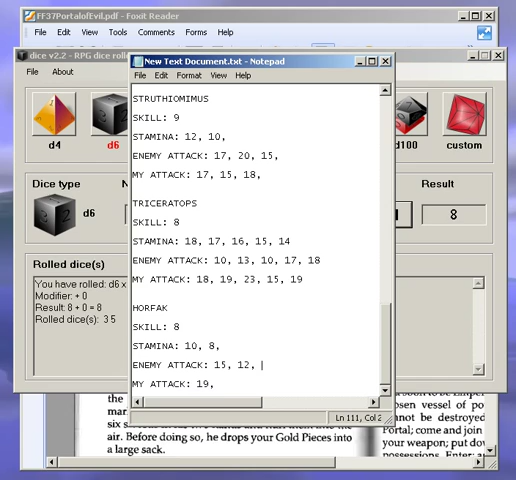 FF37PortalofEvil.pdf - Foxit Reader
File Edit View Tools Comments Forms
dice v2.2 - RPG dice rol
File About
d4
d6
d100
custom
Dice type
d6
Result
8
Rolled dice(s)
You have rolled: d6 x
Modifier: + 0
Result: 8 + 0 = 8
Rolled dice(s): 3 5
New Text Document.txt - Notepad
File Edit Format View Help
STRUTHIOMIMUS
SKILL: 9
STAMINA: 12, 10,
ENEMY ATTACK: 17, 20, 15,
MY ATTACK: 17, 15, 18,
TRICERATOPS
SKILL: 8
STAMINA: 18, 17, 16, 15, 14
ENEMY ATTACK: 10, 13, 10, 17, 18
MY ATTACK: 18, 19, 23, 15, 19
HORFAK
SKILL: 8
STAMINA: 10, 8,
ENEMY ATTACK: 15, 12,
MY ATTACK: 19,
Ln 111, Col 2
the
mar
air. Before doing so, he drops your Gold Pieces into
a large sack.
osen vessel of po
annot be destroyed
Portal; come and join
your weapon; put dov
possessions. Enter; a